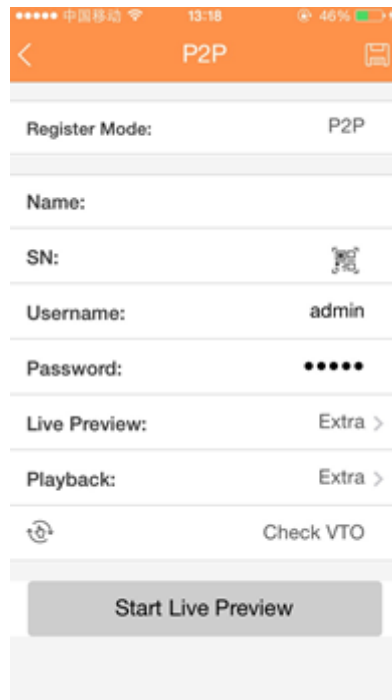 中国移动 13:18 46%
P2P
Register Mode: P2P
Name:
SN:
Username: admin
Password: •••••
Live Preview: Extra >
Playback: Extra >
Check VTO
Start Live Preview